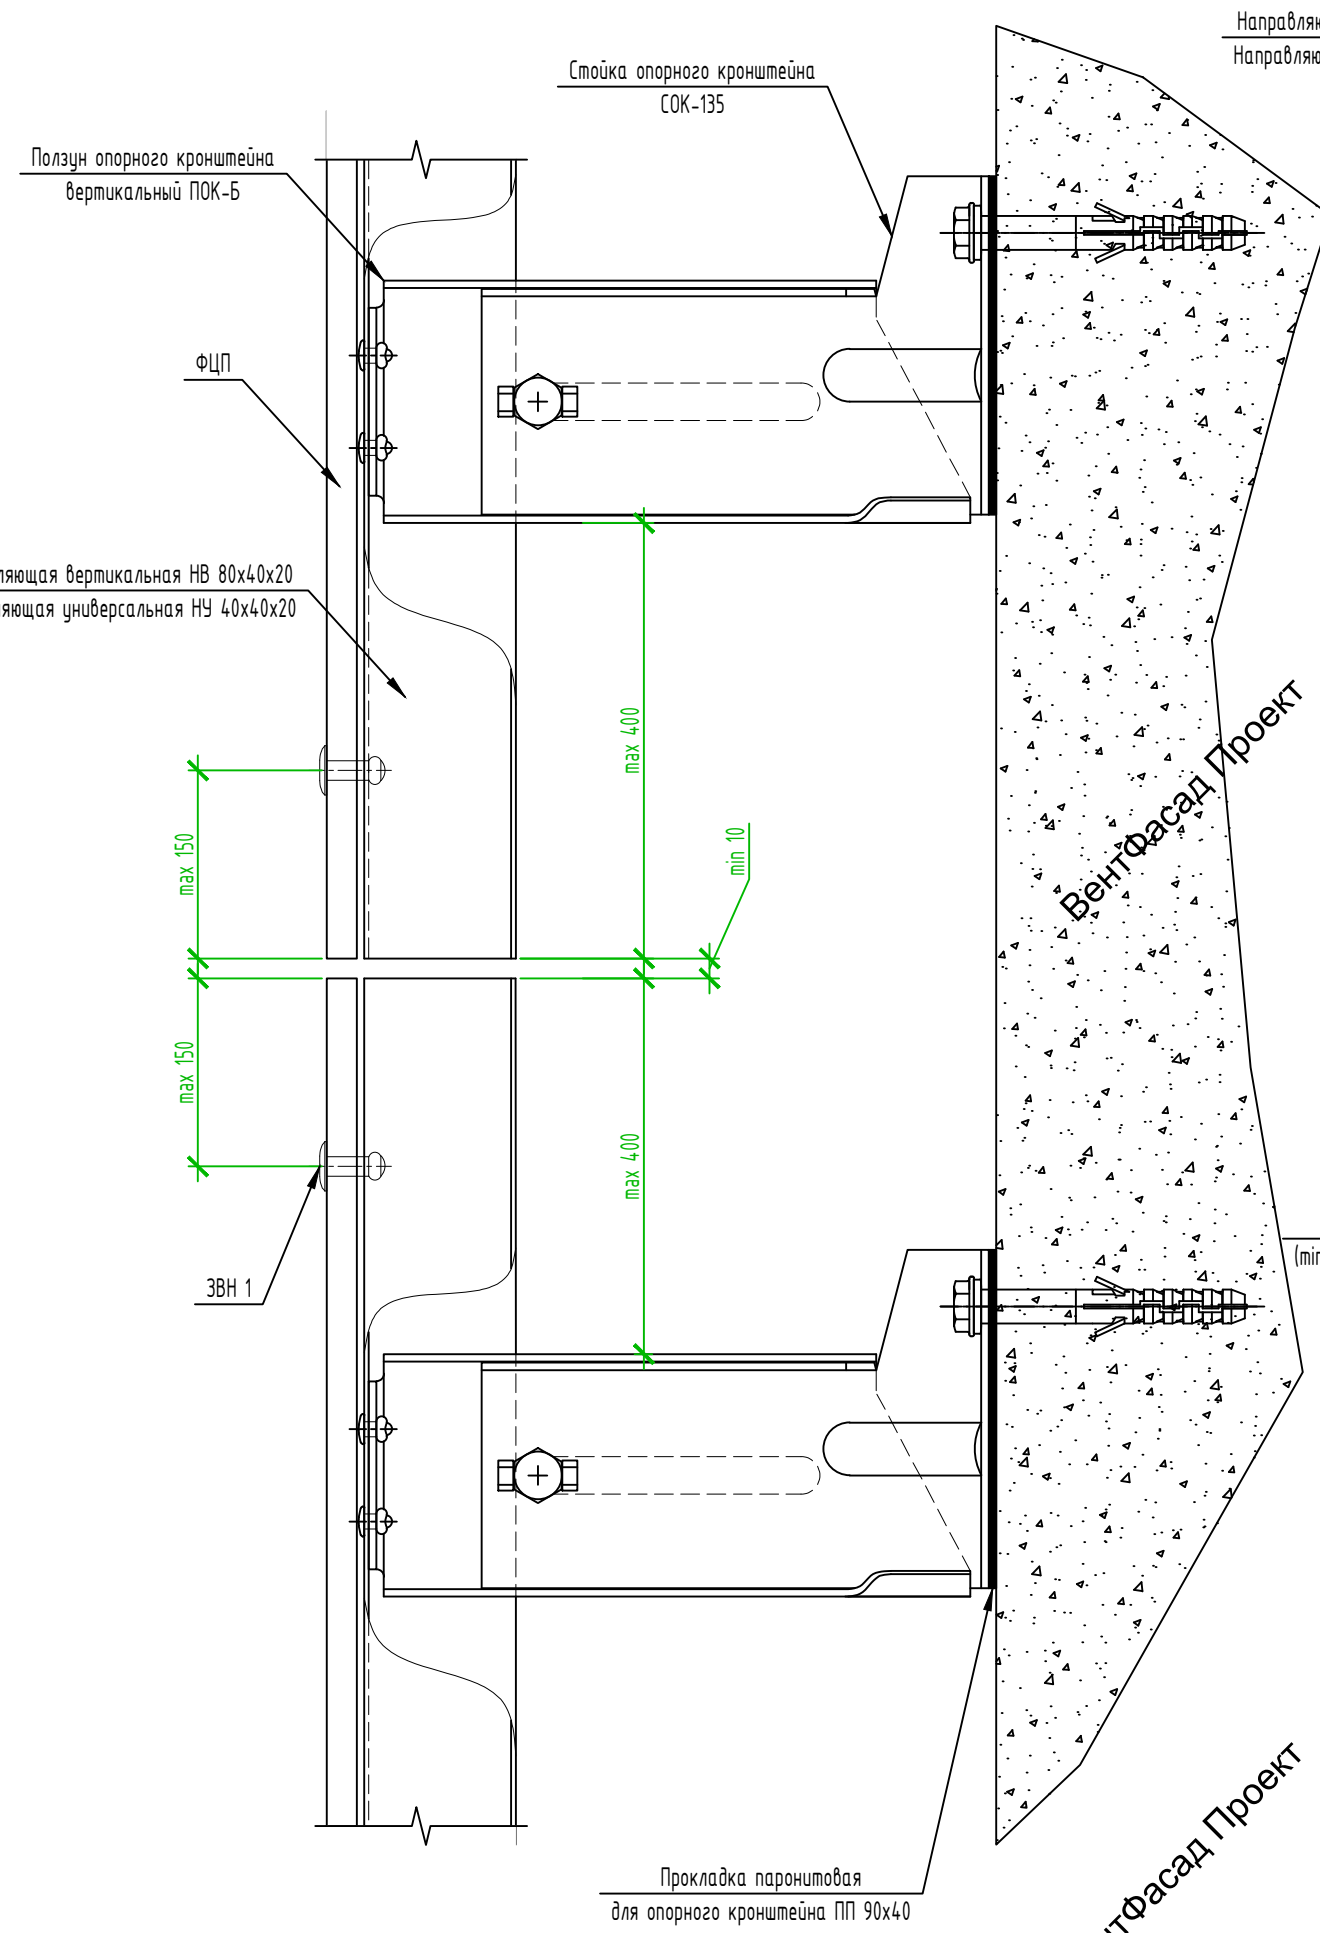 Направляю
Направляю
Стойка опорного кронштейна
СОК-135
Ползун опорного кронштейна
вертикальный ПОК-Б
ФЦП
ляющая вертикальная НВ 80х40х20
яющая универсальная НУ 40х40х20
max 400
ВентФасад Проект
max 150
min 10
max 150
max 400
(min
ЗВН 1
нтФасад Проект
Прокладка паронитовая
для опорного кронштейна ПП 90х40